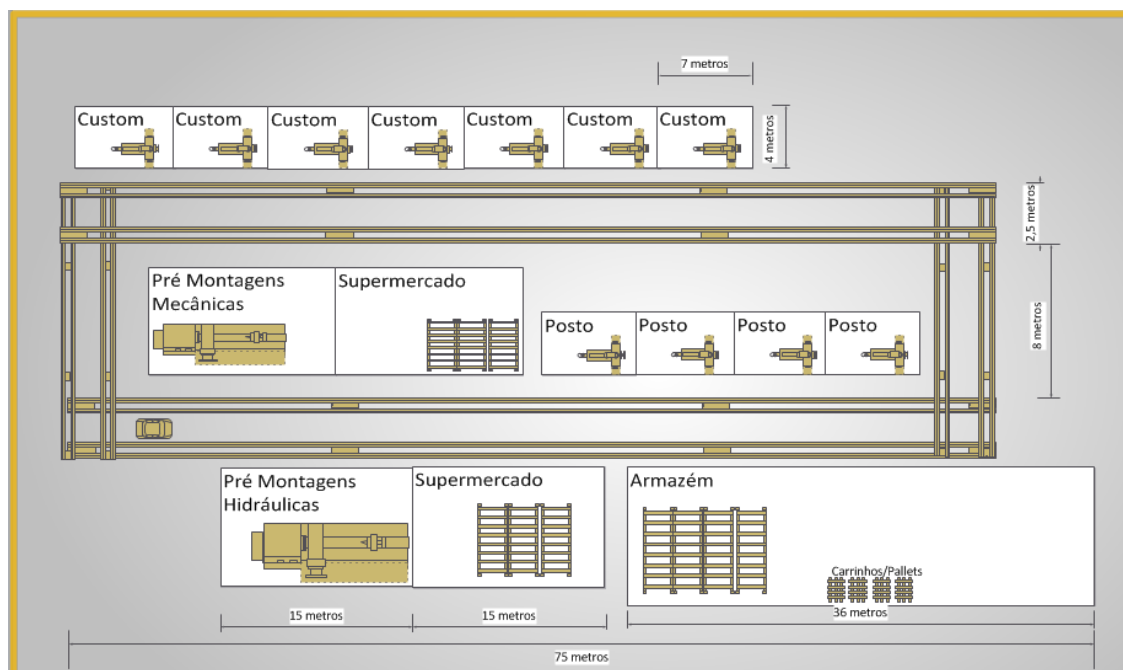 7 metros
Custom
Custom
Custom
Custom
Custom
Custom
Custom
4 metros
2,5 metros
Pré Montagens
Mecânicas
Supermercado
Posto
Posto
Posto
Posto
8 metros
Pré Montagens
Hidráulicas
Supermercado
Armazém
Carrinhos/Pallets
15 metros
15 metros
36 metros
75 metros